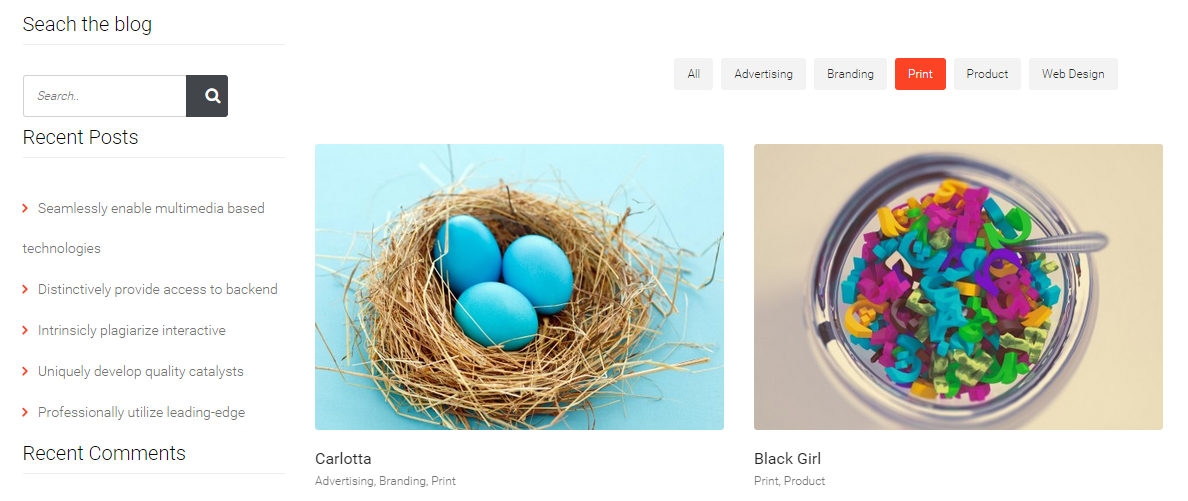 Seach the blog
Search..
Recent Posts
Seamlessly enable multimedia based
technologies
Distinctively provide access to backend
Intrinsicly plagiarize interactive
Uniquely develop quality catalysts
Professionally utilize leading-edge
Recent Comments
All Advertising Branding Print Product Web Design
Carlotta
Advertising, Branding, Print
Black Girl
Print, Product